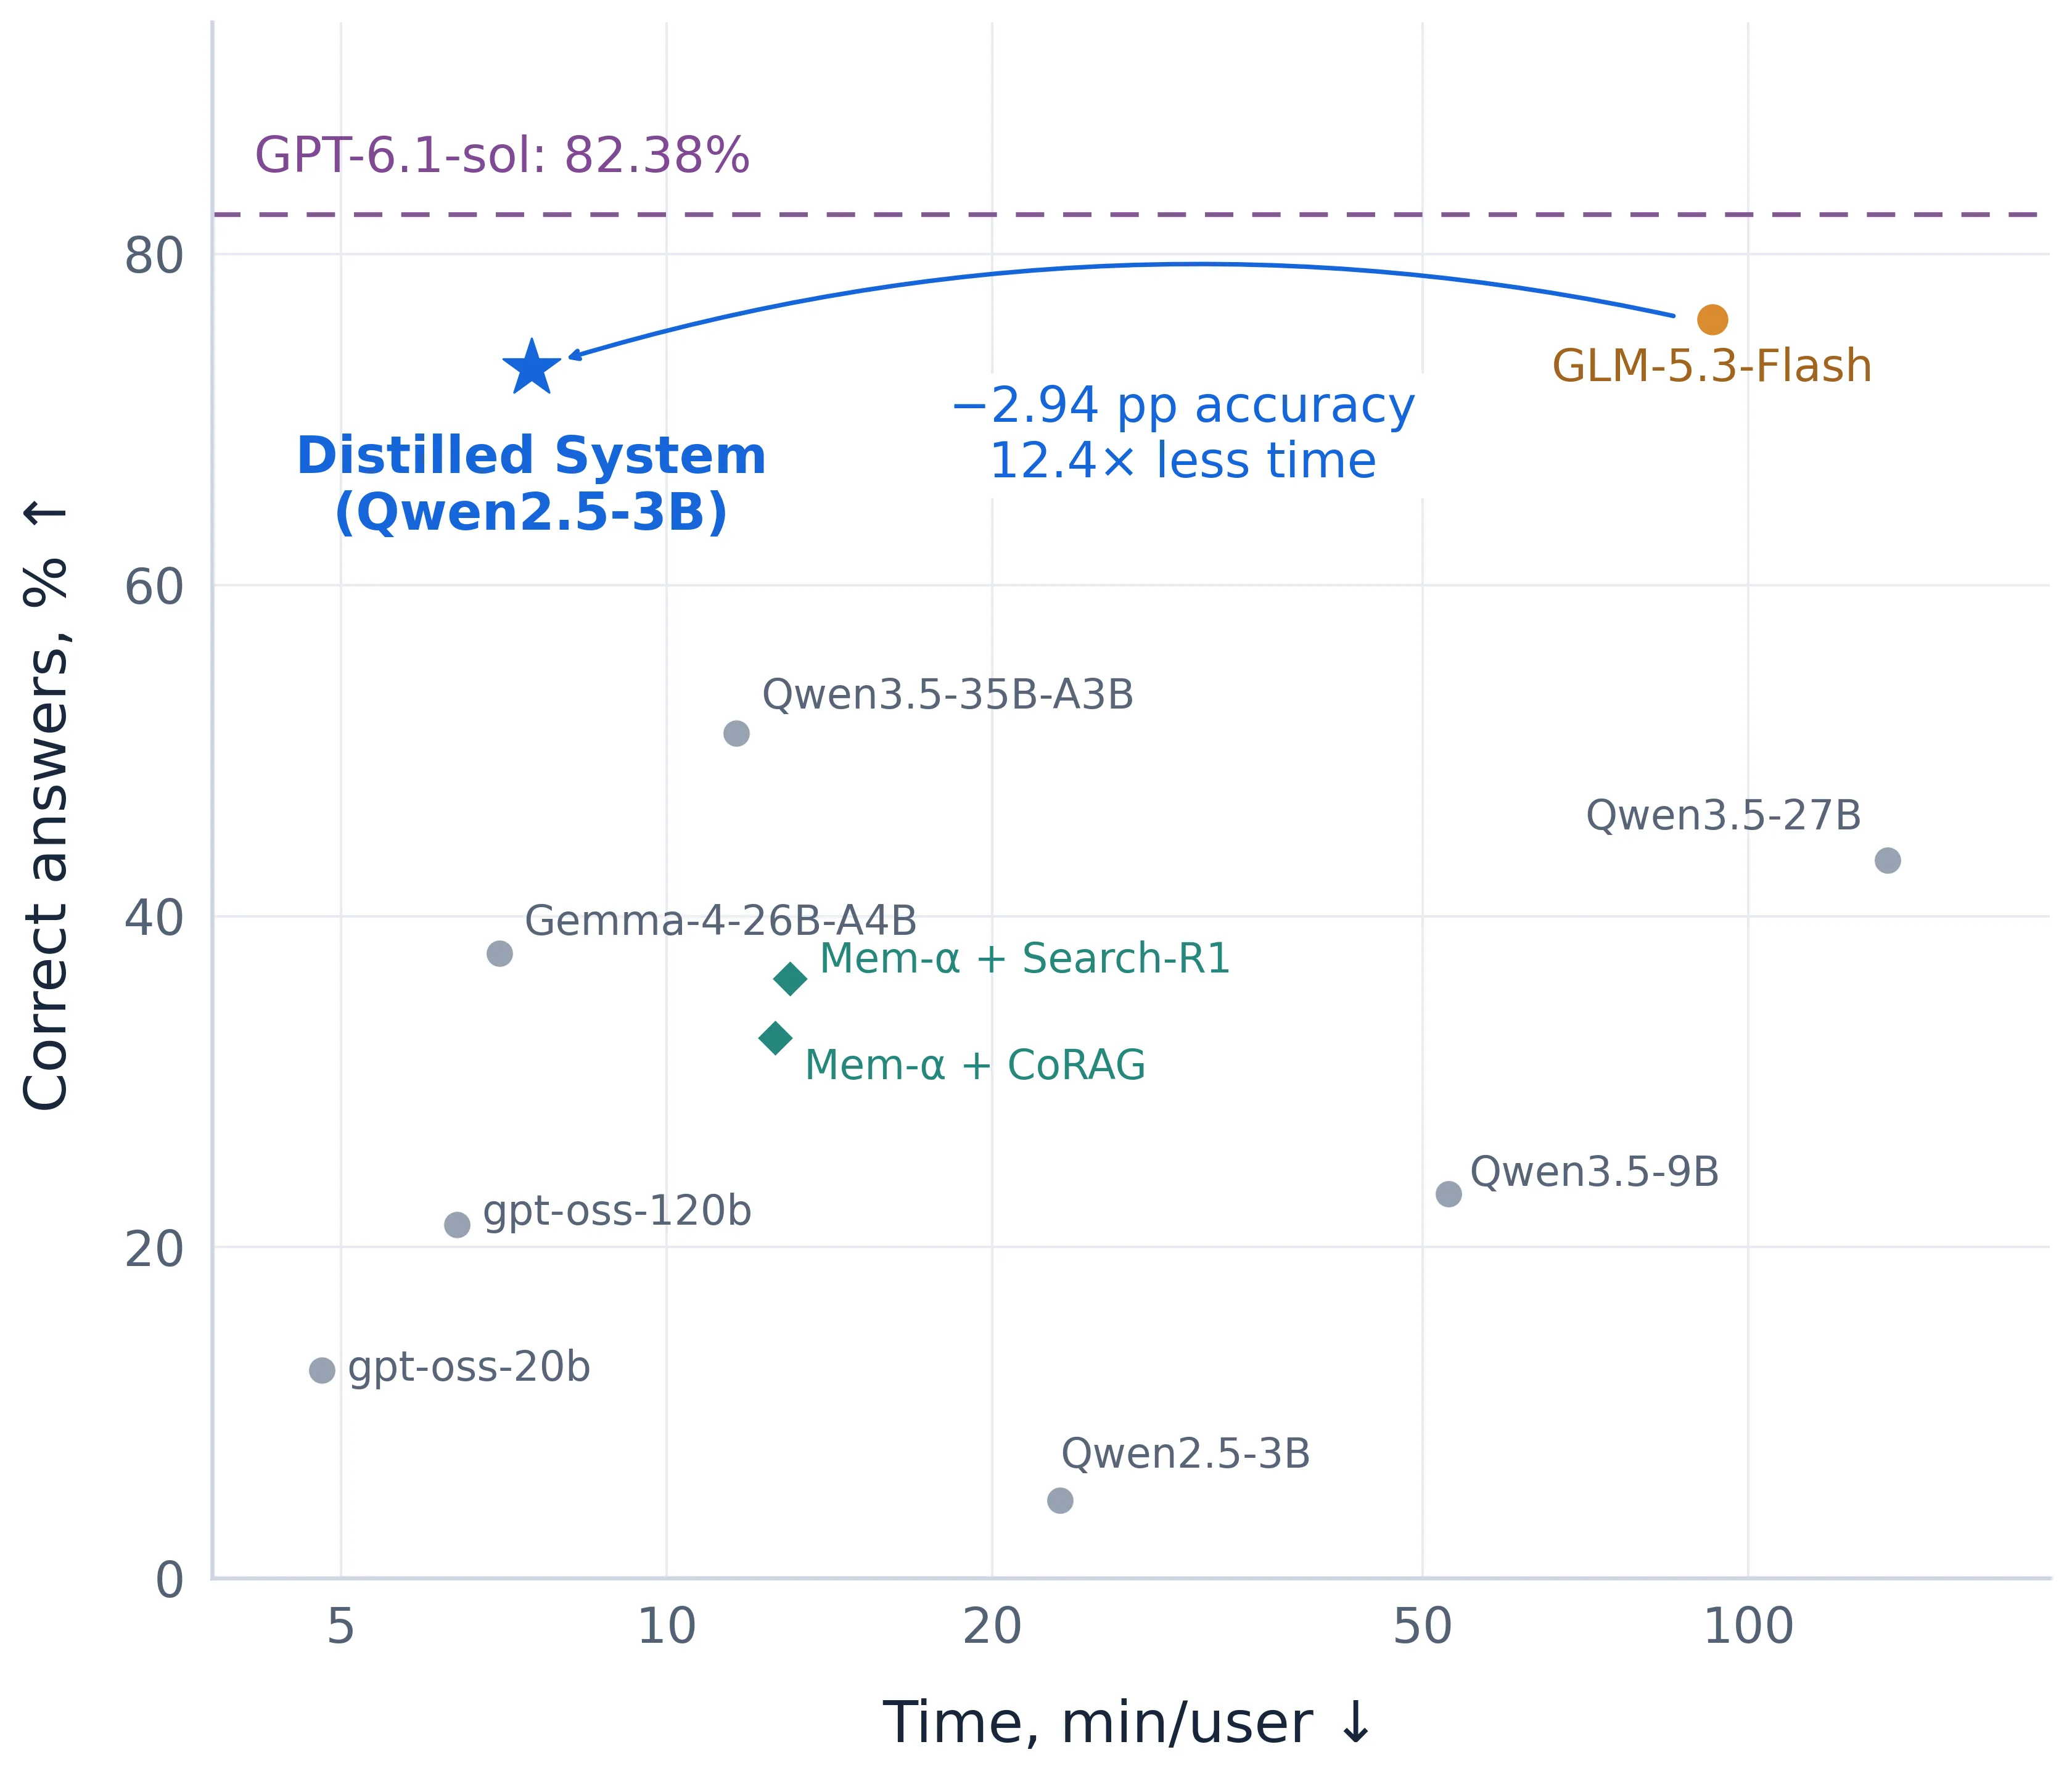 GPT-6.1-sol: 82.38%
80
GLM-5.3-Flash
−2.94 pp accuracy
12.4× less time
Distilled System
(Qwen2.5-3B)
60
Correct answers, % ↑
Qwen3.5-35B-A3B
Qwen3.5-27B
40
Gemma-4-26B-A4B
Mem-α + Search-R1
Mem-α + CoRAG
Qwen3.5-9B
gpt-oss-120b
20
gpt-oss-20b
Qwen2.5-3B
0
5 10 20 50 100
Time, min/user ↓